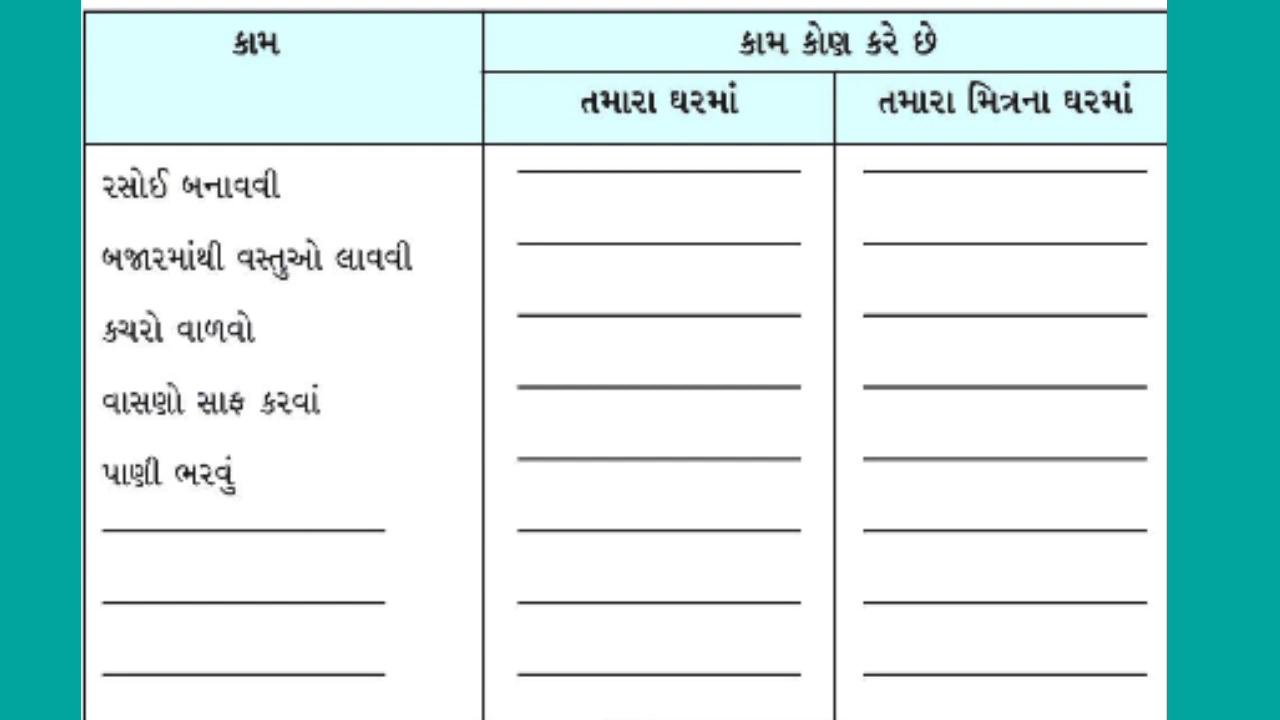 કામ
કામ કોણ કરે છે
તમારા ઘરમાં
તમારા મિત્રના ઘરમાં
રસોઈ બનાવવી
બજારમાંથી વસ્તુઓ લાવવી
કચરો વાળવો
વાસણો સાફ કરવાં
પાણી ભરવું